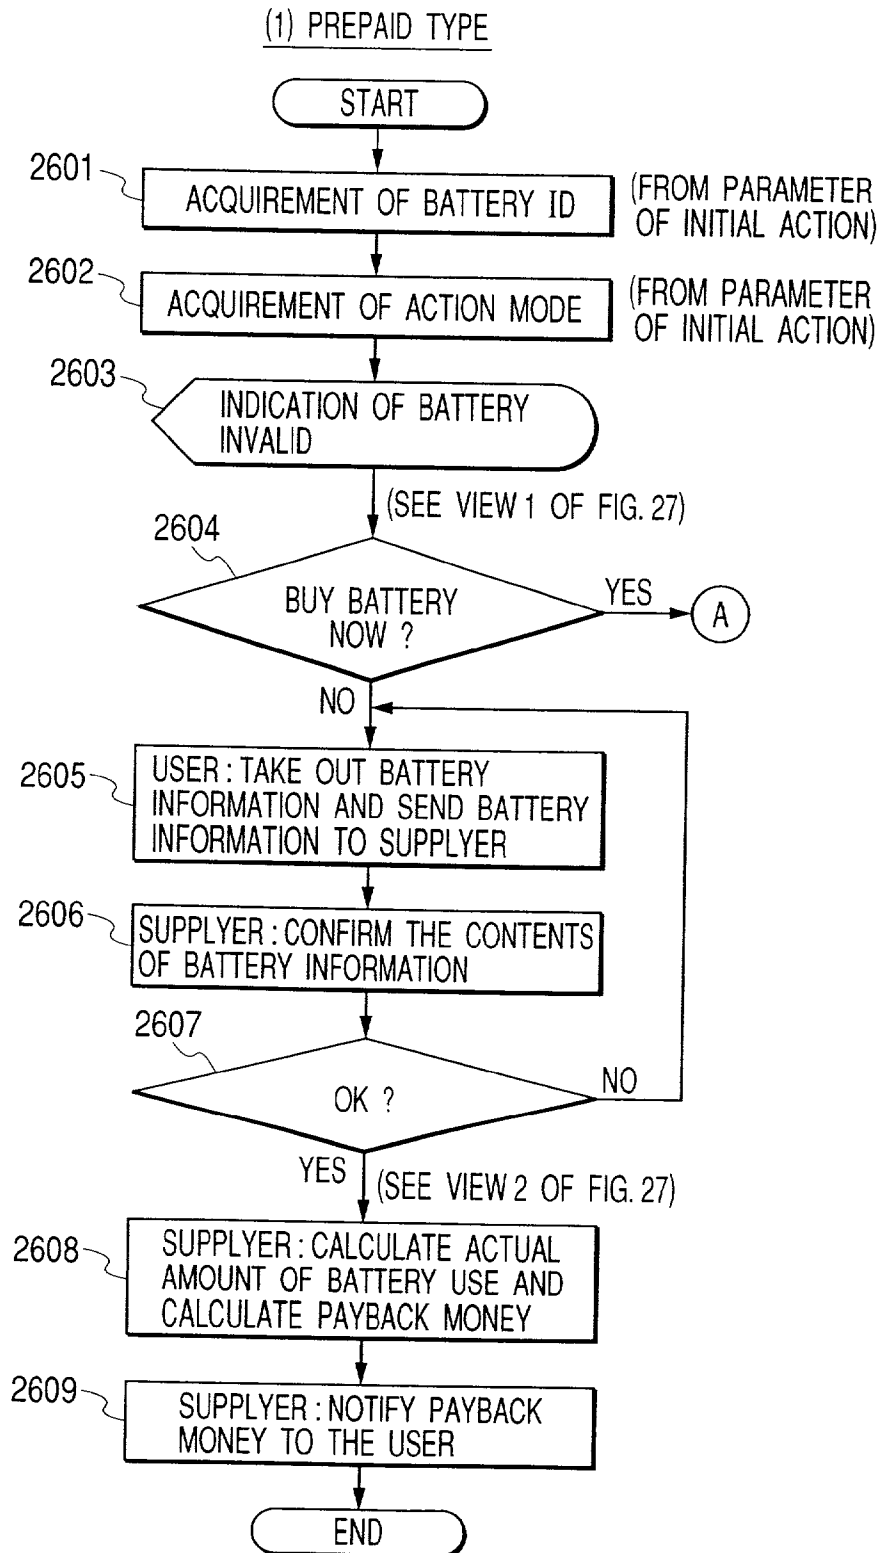 (1) PREPAID TYPE
START
2601
ACQUIREMENT OF BATTERY ID
(FROM PARAMETER
OF INITIAL ACTION)
2602
ACQUIREMENT OF ACTION MODE
(FROM PARAMETER
OF INITIAL ACTION)
2603
INDICATION OF BATTERY
INVALID
(SEE VIEW 1 OF FIG. 27)
2604
BUY BATTERY
NOW ?
YES
A
NO
2605
USER : TAKE OUT BATTERY
INFORMATION AND SEND BATTERY
INFORMATION TO SUPPLYER
2606
SUPPLYER : CONFIRM THE CONTENTS
OF BATTERY INFORMATION
2607
OK ?
NO
YES
(SEE VIEW 2 OF FIG. 27)
2608
SUPPLYER : CALCULATE ACTUAL
AMOUNT OF BATTERY USE AND
CALCULATE PAYBACK MONEY
2609
SUPPLYER : NOTIFY PAYBACK
MONEY TO THE USER
END